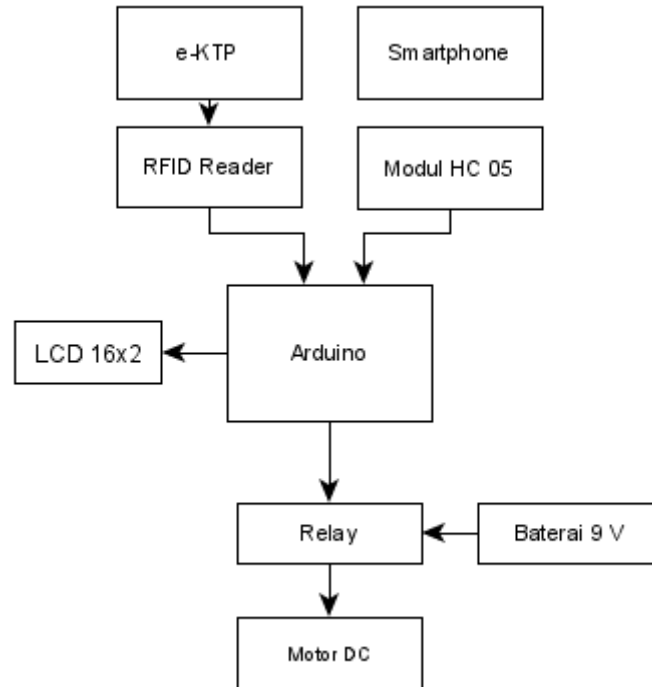 e-KTP
Smartphone
RFID Reader
Modul HC 05
LCD 16x2
Arduino
Relay
Baterai 9 V
Motor DC